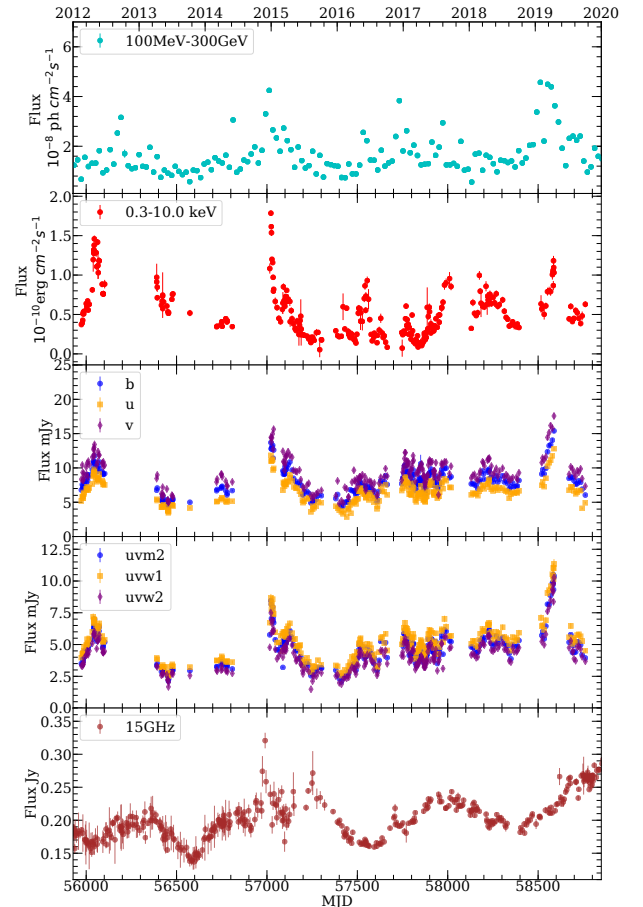 2012 2013 2014 2015 2016 2017 2018 2019 2020
100MeV-300GeV
6
4
2
Flux
10⁻⁸ ph cm⁻²s⁻¹
0.3-10.0 keV
2.0
1.5
1.0
0.5
0.0
Flux
10⁻¹⁰erg cm⁻²s⁻¹
b
u
v
25
20
15
10
5
0
Flux mJy
uvm2
uvw1
uvw2
12.5
10.0
7.5
5.0
2.5
0.0
Flux mJy
15GHz
0.35
0.30
0.25
0.20
0.15
0.10
Flux Jy
56000 56500 57000 57500 58000 58500
MJD